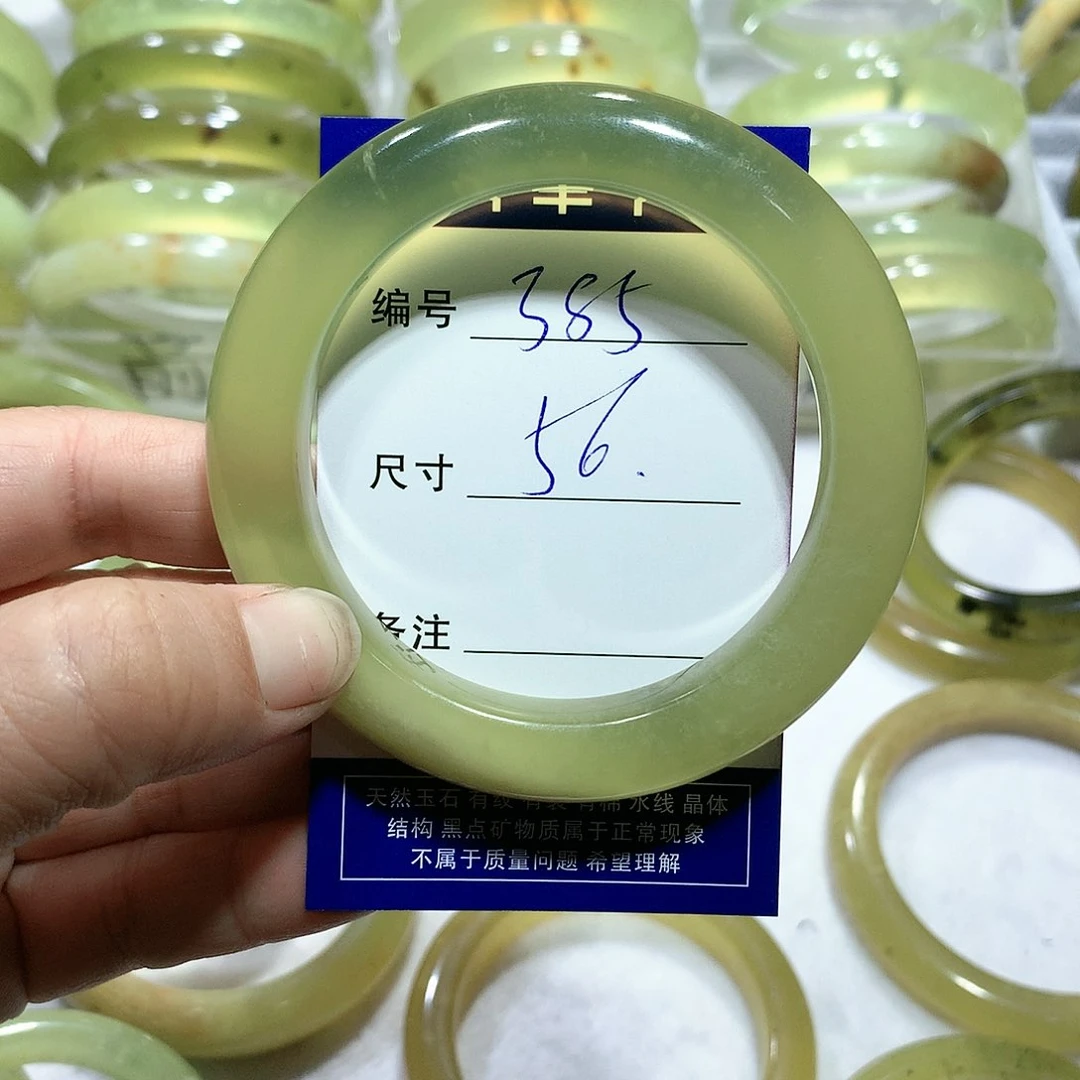 编号 385
尺寸 56.
备注
天然玉石 有纹 有裂 有棉 水线 晶体
结构 黑点矿物质属于正常现象
不属于质量问题 希望理解